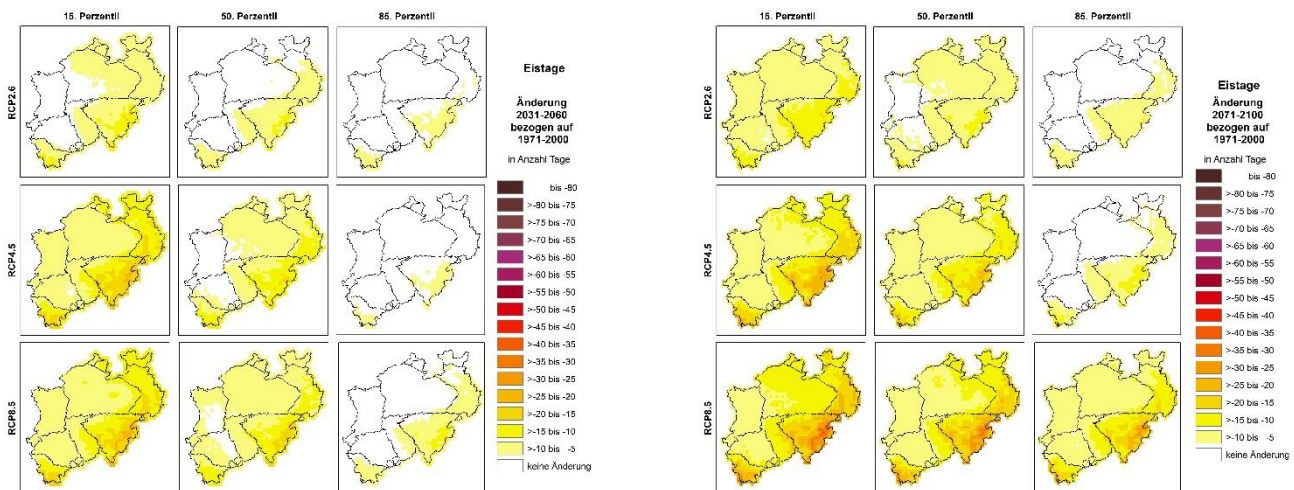 15. Perzentil
50. Perzentil
85. Perzentil
RCP2.6
RCP4.5
RCP8.5
Eistage
Änderung
2031-2060
bezogen auf
1971-2000
in Anzahl Tage
bis -80
>-80 bis -75
>-75 bis -70
>-70 bis -65
>-65 bis -60
>-60 bis -55
>-55 bis -50
>-50 bis -45
>-45 bis -40
>-40 bis -35
>-35 bis -30
>-30 bis -25
>-25 bis -20
>-20 bis -15
>-15 bis -10
>-10 bis -5
keine Änderung
15. Perzentil
50. Perzentil
85. Perzentil
RCP2.6
RCP4.5
RCP8.5
Eistage
Änderung
2071-2100
bezogen auf
1971-2000
in Anzahl Tage
bis -80
>-80 bis -75
>-75 bis -70
>-70 bis -65
>-65 bis -60
>-60 bis -55
>-55 bis -50
>-50 bis -45
>-45 bis -40
>-40 bis -35
>-35 bis -30
>-30 bis -25
>-25 bis -20
>-20 bis -15
>-15 bis -10
>-10 bis -5
keine Änderung